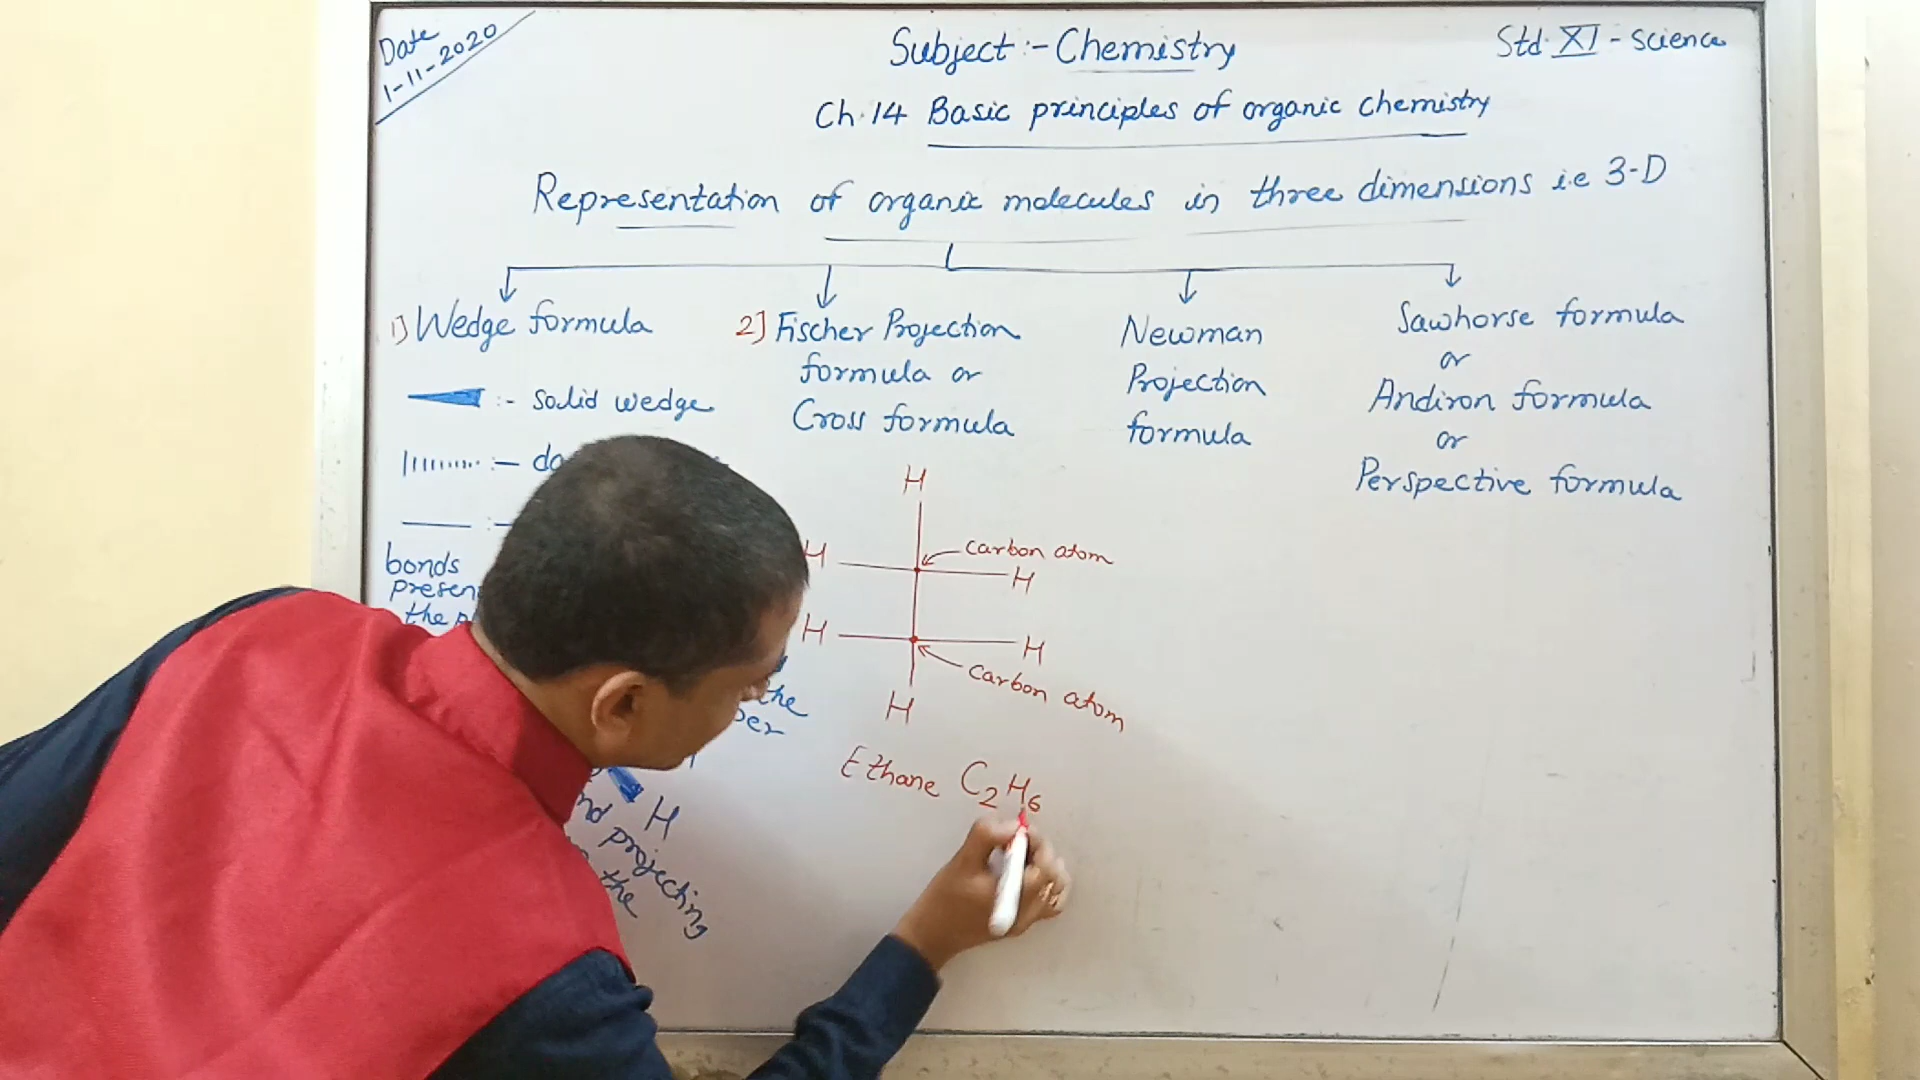 Date
1-11-2020
Subject :- Chemistry
Std. XI - Science
Ch. 14 Basic principles of organic chemistry
Representation of organic molecules in three dimensions i.e 3-D
1) Wedge formula
:- solid wedge
:-
:-
bonds
the
H
projecting
the
2] Fischer Projection
formula or
Cross formula
H
H
carbon atom
H
H
H
carbon atom
H
Ethane C2H6
Newman
Projection
formula
Sawhorse formula
or
Andiron formula
or
Perspective formula